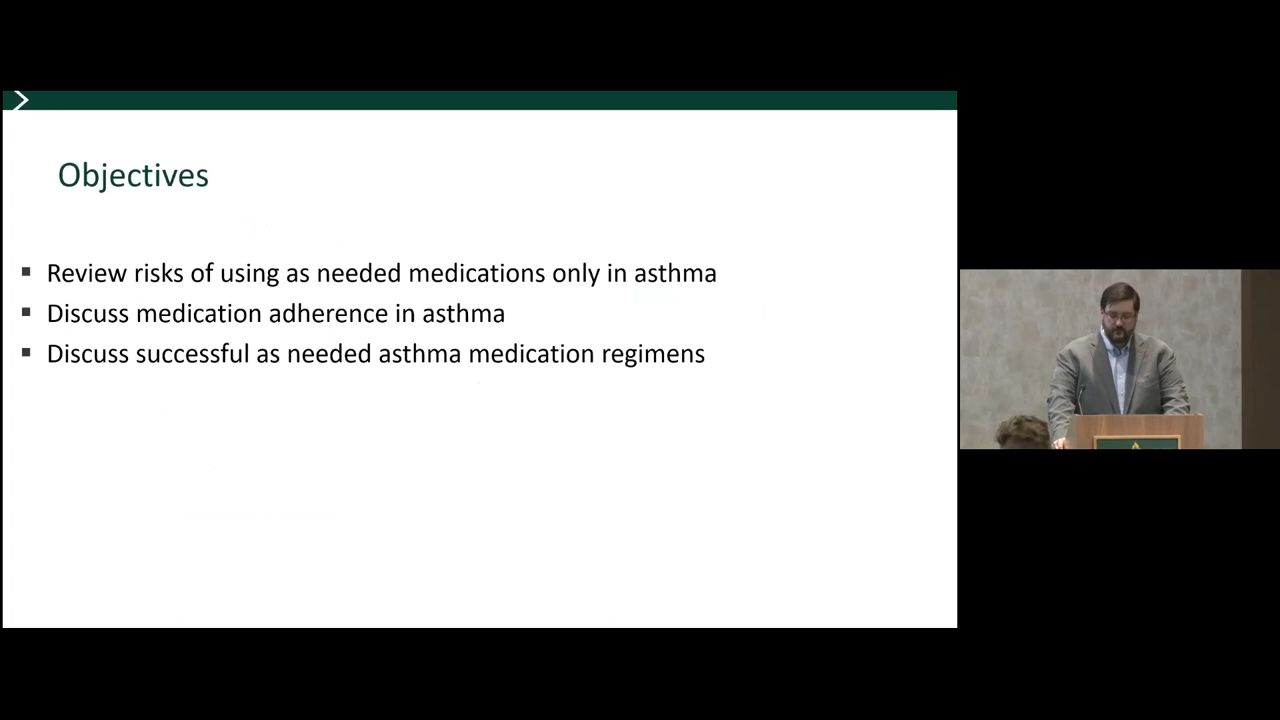 Objectives
▪ Review risks of using as needed medications only in asthma
▪ Discuss medication adherence in asthma
▪ Discuss successful as needed asthma medication regimens